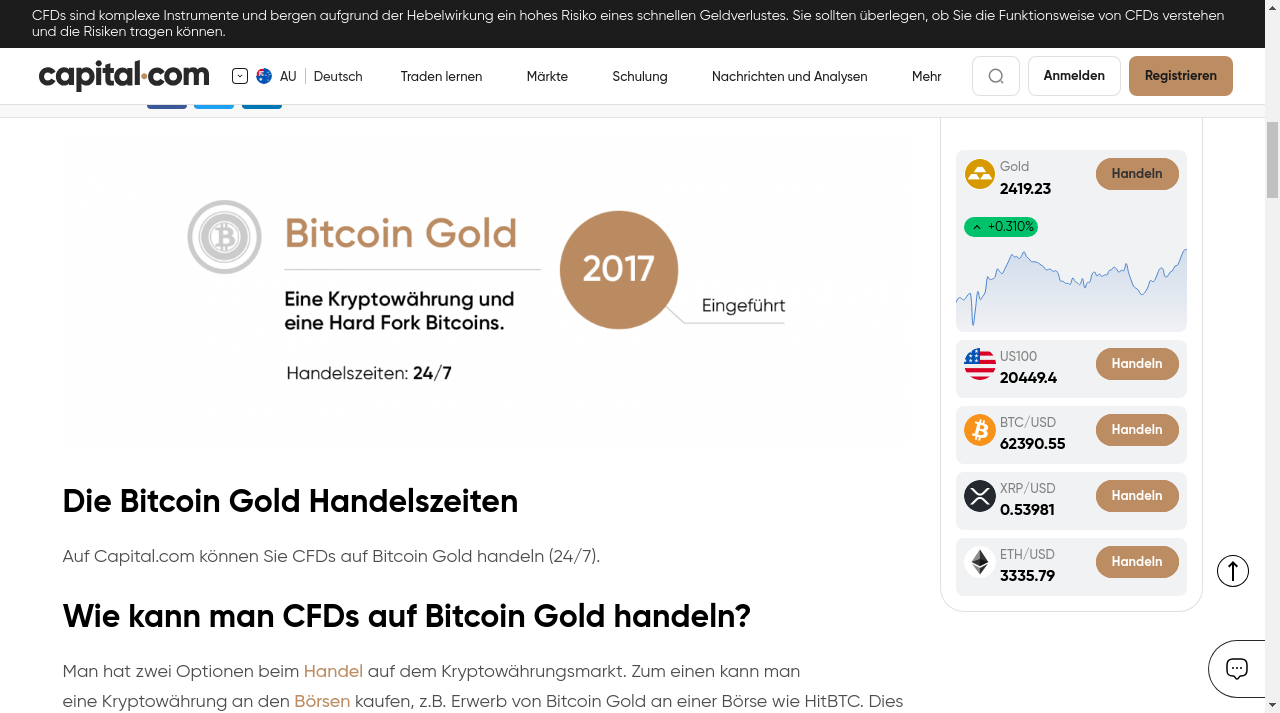 CFDs sind komplexe Instrumente und bergen aufgrund der Hebelwirkung ein hohes Risiko eines schnellen Geldverlustes. Sie sollten überlegen, ob Sie die Funktionsweise von CFDs verstehen
und die Risiken tragen können.
capital.com
AU
Deutsch
Traden lernen
Märkte
Schulung
Nachrichten und Analysen
Mehr
Anmelden
Registrieren
Bitcoin Gold
Eine Kryptowährung und
eine Hard Fork Bitcoins.
Handelszeiten: 24/7
2017
Eingeführt
Gold
2419.23
Handeln
+0.310%
US100
20449.4
Handeln
BTC/USD
62390.55
Handeln
XRP/USD
0.53981
Handeln
ETH/USD
3335.79
Handeln
Die Bitcoin Gold Handelszeiten
Auf Capital.com können Sie CFDs auf Bitcoin Gold handeln (24/7).
Wie kann man CFDs auf Bitcoin Gold handeln?
Man hat zwei Optionen beim Handel auf dem Kryptowährungsmarkt. Zum einen kann man
eine Kryptowährung an den Börsen kaufen, z.B. Erwerb von Bitcoin Gold an einer Börse wie HitBTC. Dies